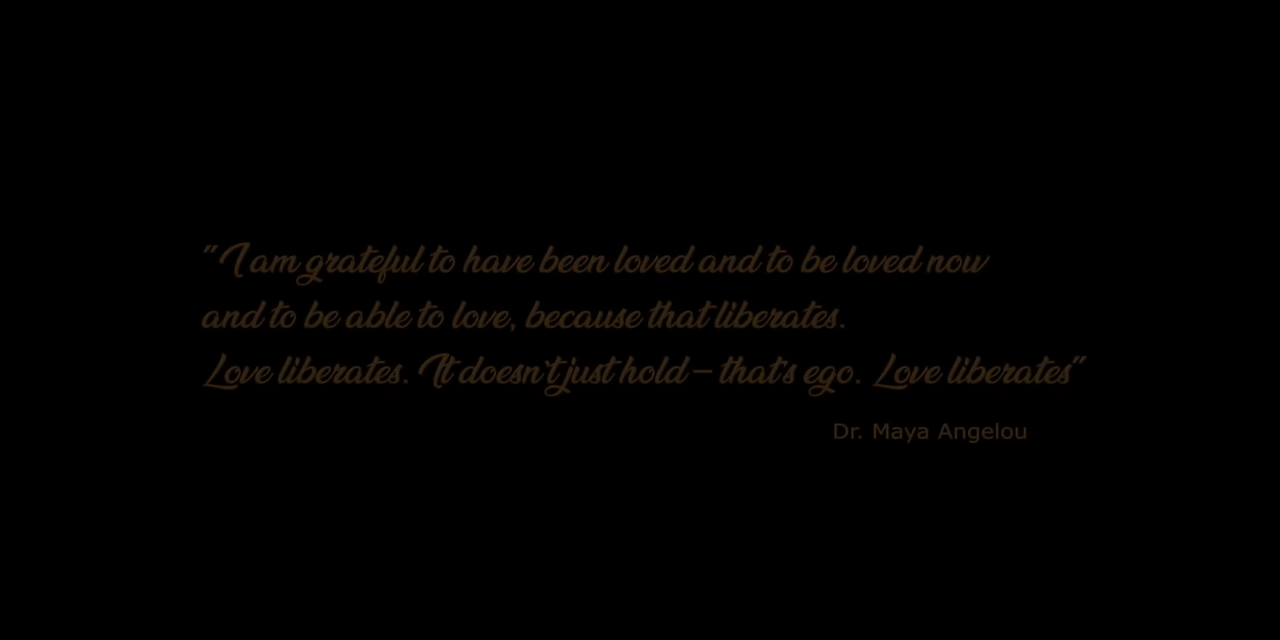 "I am grateful to have been loved and to be loved now
and to be able to love, because that liberates.
Love liberates. It doesn't just hold – that's ego. Love liberates"
Dr. Maya Angelou